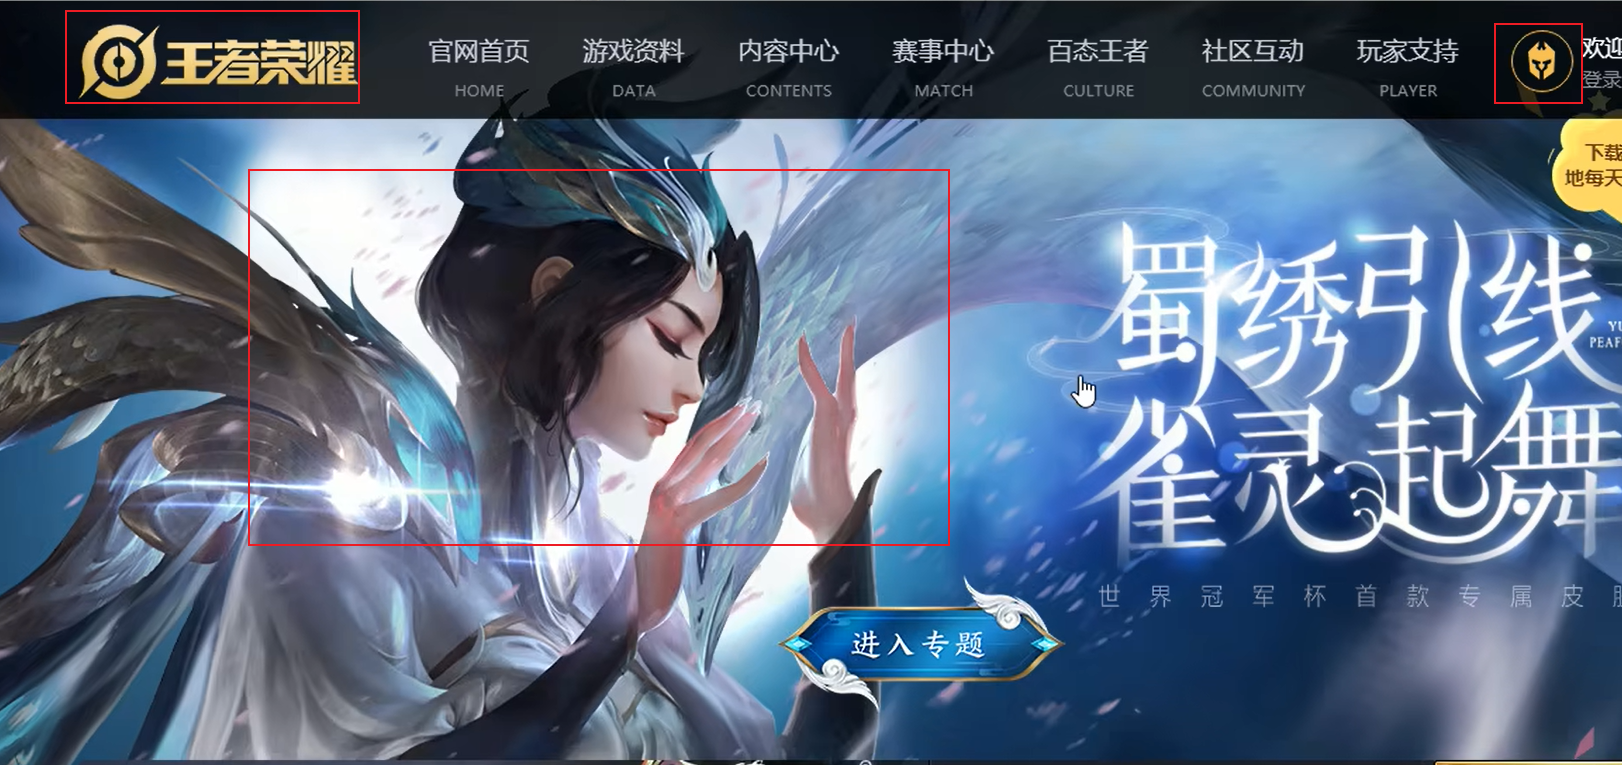 王者荣耀
官网首页 游戏资料 内容中心 赛事中心 百态王者 社区互动 玩家支持 欢迎
HOME DATA CONTENTS MATCH CULTURE COMMUNITY PLAYER 登录
下载
地每天
蜀绣引线
雀灵起舞
世界冠军杯首款专属皮
进入专题